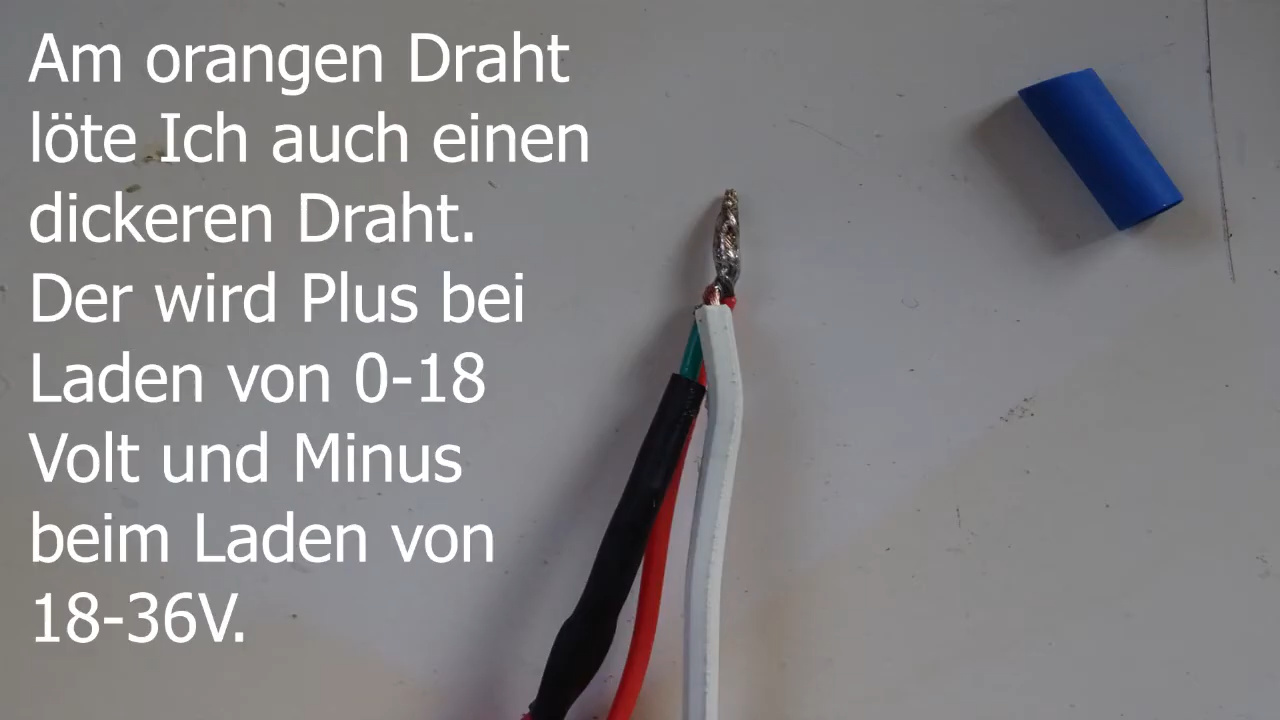 Am orangen Draht
löte Ich auch einen
dickeren Draht.
Der wird Plus bei
Laden von 0-18
Volt und Minus
beim Laden von
18-36V.